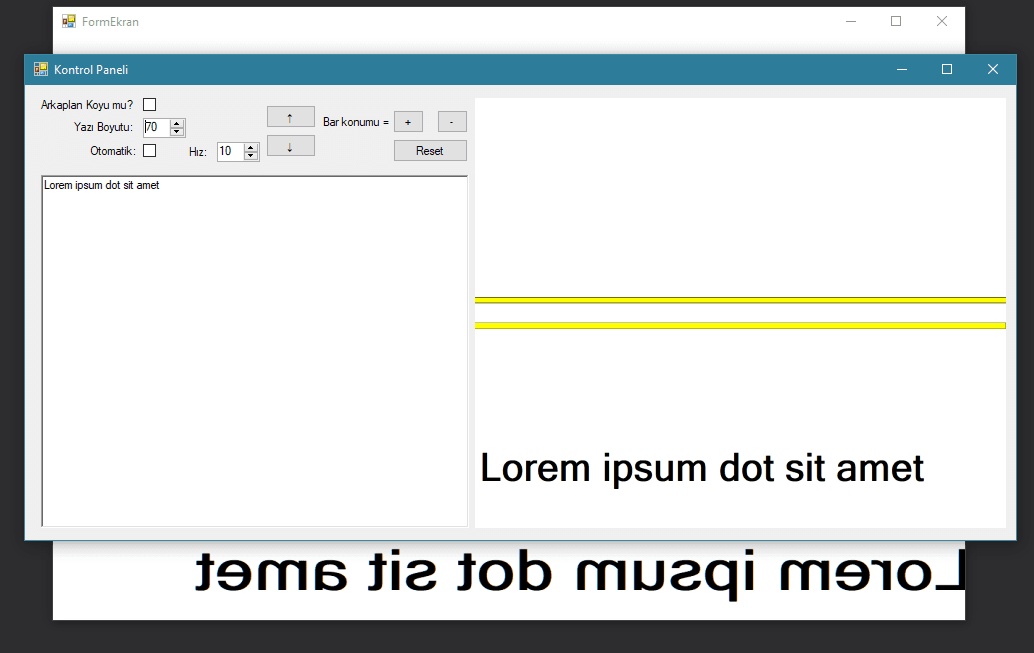 FormEkran
Kontrol Paneli
Arkaplan Koyu mu?
Yazı Boyutu: 70
Otomatik: Hız: 10
↑
↓
Bar konumu = + -
Reset
Lorem ipsum dot sit amet
Lorem ipsum dot sit amet
Lorem ipsum dot sit amet